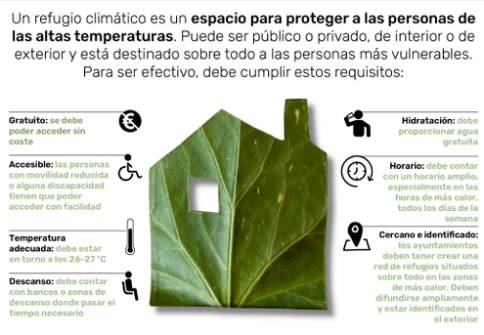 Un refugio climático es un espacio para proteger a las personas de
las altas temperaturas. Puede ser público o privado, de interior o de
exterior y está destinado sobre todo a las personas más vulnerables.
Para ser efectivo, debe cumplir estos requisitos:
Gratuito: se debe
poder acceder sin
coste
Accesible: las personas
con movilidad reducida
o alguna discapacidad
tienen que poder
acceder con facilidad
Temperatura
adecuada: debe estar
en torno a los 26-27 °C
Descanso: debe contar
con bancos o zonas de
descanso donde pasar el
tiempo necesario
Hidratación: debe
proporcionar agua
gratuita
Horario: debe contar
con un horario amplio,
especialmente en las
horas de más calor,
todos los días de la
semana
Cercano e identificado:
los ayuntamientos
deben tener crear una
red de refugios situados
sobre todo en las zonas
de más calor. Deben
difundirse ampliamente
y estar identificados en
el exterior